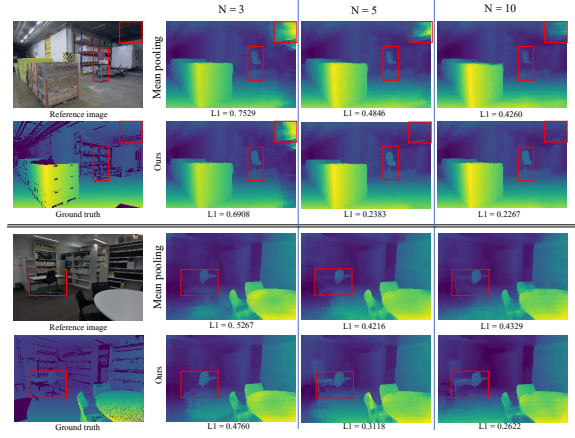 N = 3
N = 5
N = 10
Mean pooling
Reference image
L1 = 0. 7529
L1 = 0.4846
L1 = 0.4260
Ours
Ground truth
L1 = 0.6908
L1 = 0.2383
L1 = 0.2267
Mean pooling
Reference image
L1 = 0. 5267
L1 = 0.4216
L1 = 0.4329
Ours
Ground truth
L1 = 0.4760
L1 = 0.3118
L1 = 0.2622